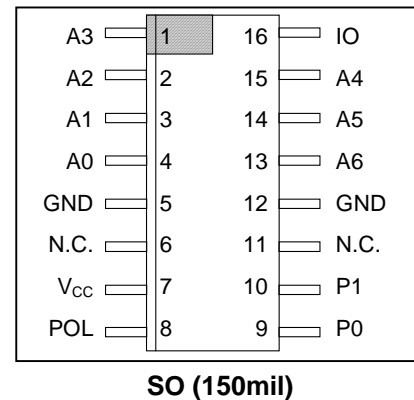 A3 1 16 IO
A2 2 15 A4
A1 3 14 A5
A0 4 13 A6
GND 5 12 GND
N.C. 6 11 N.C.
VCC 7 10 P1
POL 8 9 P0
SO (150mil)